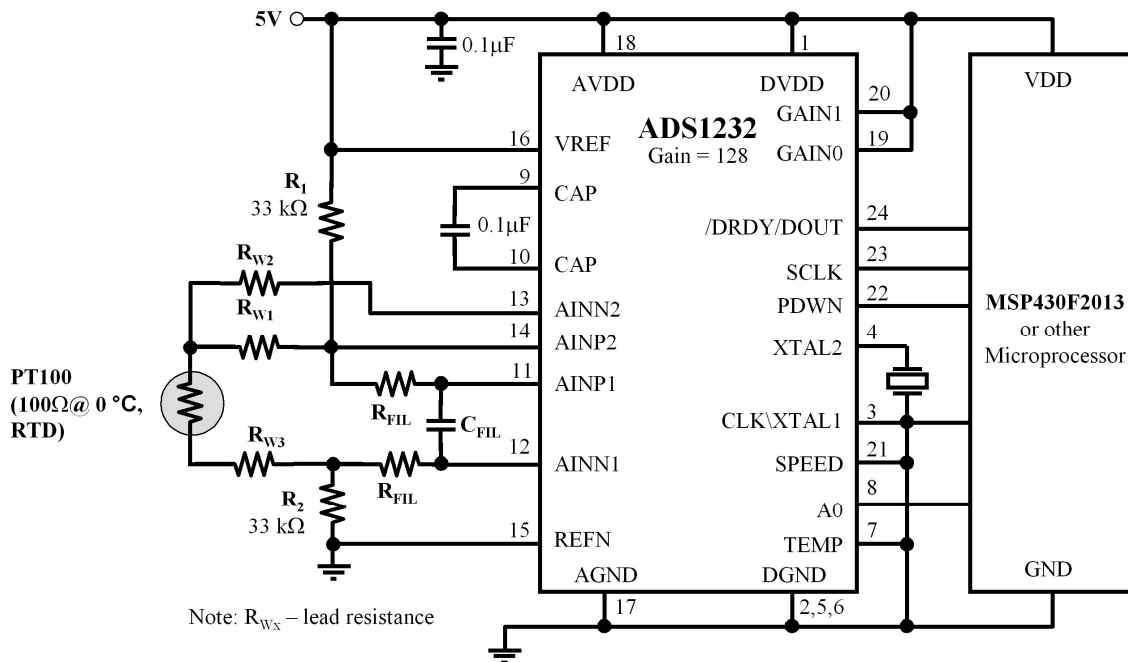 5V
0.1µF
18
1
AVDD
DVDD
VDD
20
GAIN1
ADS1232
Gain = 128
19
GAIN0
16
VREF
R1
33 kΩ
9
CAP
0.1µF
10
CAP
24
/DRDY/DOUT
23
SCLK
22
PDWN
MSP430F2013
or other
Microprocessor
RW2
13
AINN2
RW1
14
AINP2
4
XTAL2
PT100
(100Ω@ 0 °C,
RTD)
11
AINP1
RFIL
CFIL
3
CLK\XTAL1
RW3
12
AINN1
RFIL
21
SPEED
R2
33 kΩ
8
A0
15
REFN
7
TEMP
AGND
DGND
GND
17
2,5,6
Note: RWx – lead resistance